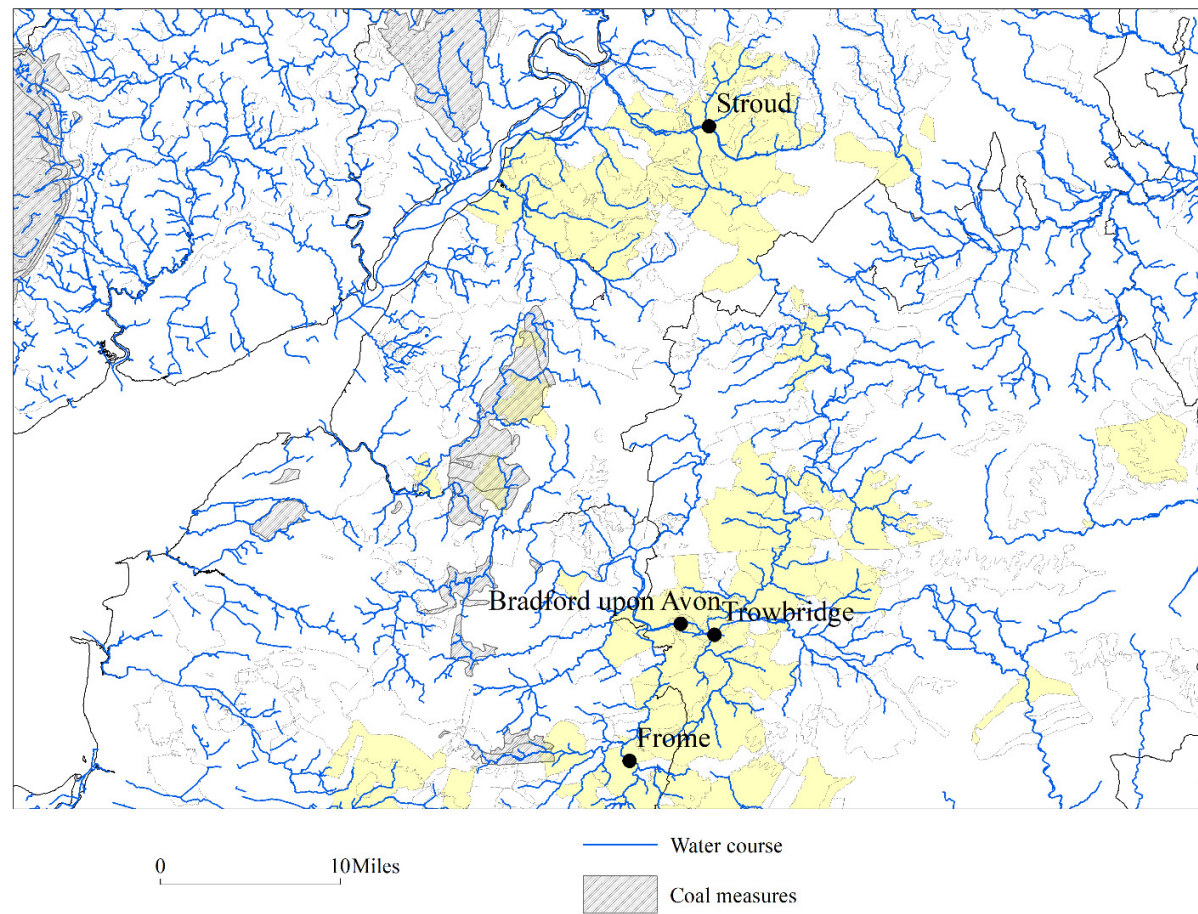 Stroud
Bradford upon Avon
Trowbridge
Frome
0 10Miles
Water course
Coal measures